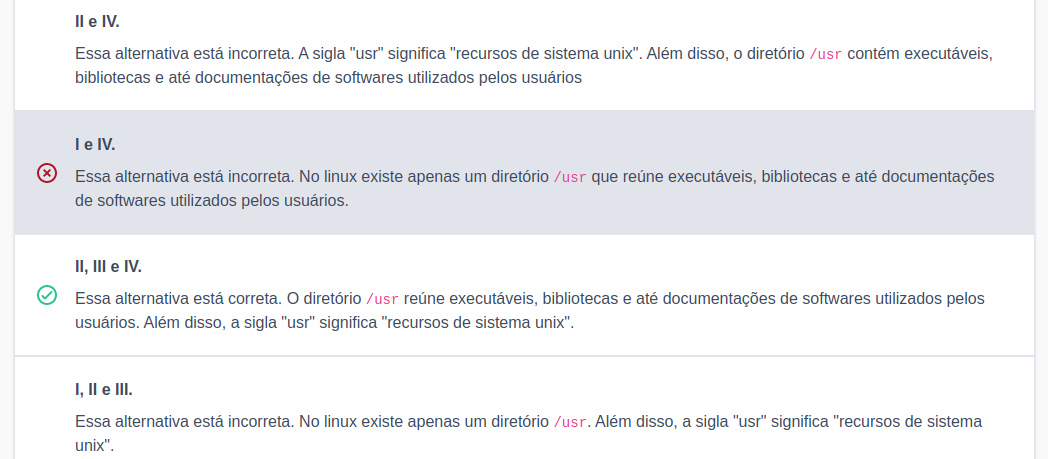 II e IV.
Essa alternativa está incorreta. A sigla "usr" significa "recursos de sistema unix". Além disso, o diretório /usr contém executáveis,
bibliotecas e até documentações de softwares utilizados pelos usuários
I e IV.
Essa alternativa está incorreta. No linux existe apenas um diretório /usr que reúne executáveis, bibliotecas e até documentações
de softwares utilizados pelos usuários.
II, III e IV.
Essa alternativa está correta. O diretório /usr reúne executáveis, bibliotecas e até documentações de softwares utilizados pelos
usuários. Além disso, a sigla "usr" significa "recursos de sistema unix".
I, II e III.
Essa alternativa está incorreta. No linux existe apenas um diretório /usr. Além disso, a sigla "usr" significa "recursos de sistema
unix".